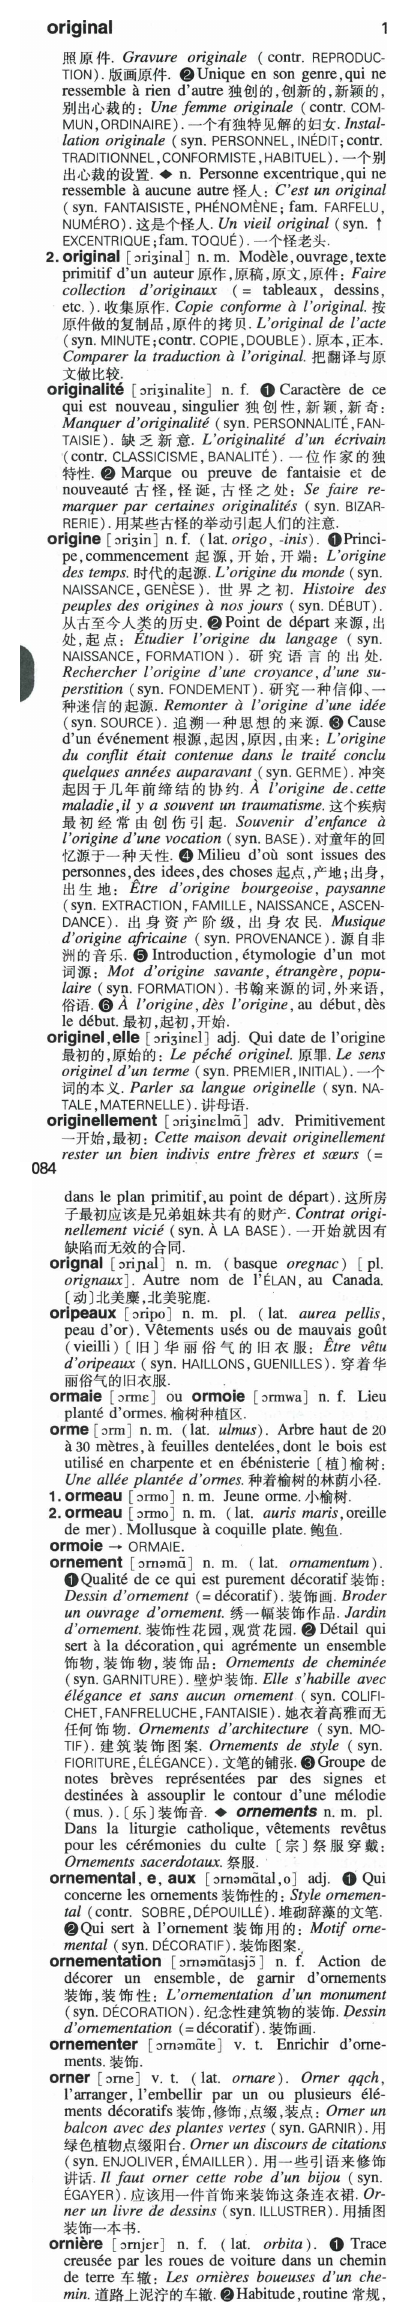 original 1
照原件. Gravure originale ( contr. REPRODUC-
TION). 版画原件. ❷ Unique en son genre, qui ne
ressemble à rien d'autre 独创的,创新的,新颖的,
别出心裁的: Une femme originale ( contr. COM-
MUN, ORDINAIRE). 一个有独特见解的妇女. Instal-
lation originale ( syn. PERSONNEL, INÉDIT; contr.
TRADITIONNEL, CONFORMISTE, HABITUEL). 一个别
出心裁的设置. ◆ n. Personne excentrique, qui ne
ressemble à aucune autre 怪人: C'est un original
( syn. FANTAISISTE, PHÉNOMÈNE; fam. FARFELU,
NUMÉRO). 这是个怪人. Un vieil original (syn. ↑
EXCENTRIQUE; fam. TOQUÉ). 一个怪老头.
2. original [ɔriʒinal] n. m. Modèle, ouvrage, texte
primitif d'un auteur 原作,原稿,原文,原件: Faire
collection d'originaux ( = tableaux, dessins,
etc. ). 收集原作. Copie conforme à l'original. 按
原件做的复制品,原件的拷贝. L'original de l'acte
(syn. MINUTE; contr. COPIE, DOUBLE). 原本,正本.
Comparer la traduction à l'original. 把翻译与原
文做比较.
originalité [ɔriʒinalite] n. f. ❶ Caractère de ce
qui est nouveau, singulier 独创性,新颖,新奇:
Manquer d'originalité (syn. PERSONNALITÉ, FAN-
TAISIE). 缺乏新意. L'originalité d'un écrivain
(contr. CLASSICISME, BANALITÉ). 一位作家的独
特性. ❷ Marque ou preuve de fantaisie et de
nouveauté 古怪,怪诞,古怪之处: Se faire re-
marquer par certaines originalités ( syn. BIZAR-
RERIE). 用某些古怪的举动引起人们的注意.
origine [ɔriʒin] n. f. (lat. origo, -inis). ❶ Princi-
pe, commencement 起源,开始,开端: L'origine
des temps. 时代的起源. L'origine du monde (syn.
NAISSANCE, GENÈSE). 世界之初. Histoire des
peuples des origines à nos jours (syn. DÉBUT).
从古至今人类的历史. ❷ Point de départ 来源,出
处,起点: Étudier l'origine du langage ( syn.
NAISSANCE, FORMATION ). 研究语言的出处.
Rechercher l'origine d'une croyance, d'une su-
perstition (syn. FONDEMENT). 研究一种信仰、一
种迷信的起源. Remonter à l'origine d'une idée
(syn. SOURCE). 追溯一种思想的来源. ❸ Cause
d'un événement 根源,起因,原因,由来: L'origine
du conflit était contenue dans le traité conclu
quelques années auparavant (syn. GERME). 冲突
起因于几年前缔结的协约. À l'origine de cette
maladie, il y a souvent un traumatisme. 这个疾病
最初经常由创伤引起. Souvenir d'enfance à
l'origine d'une vocation (syn. BASE). 对童年的回
忆源于一种天性. ❹ Milieu d'où sont issues des
personnes, des idees, des choses 起点,产地;出身,
出生地: Être d'origine bourgeoise, paysanne
(syn. EXTRACTION, FAMILLE, NAISSANCE, ASCEN-
DANCE). 出身资产阶级,出身农民. Musique
d'origine africaine ( syn. PROVENANCE). 源自非
洲的音乐. ❺ Introduction, étymologie d'un mot
词源: Mot d'origine savante, étrangère, popu-
laire (syn. FORMATION). 书翰来源的词,外来语,
俗语. ❻ À l'origine, dès l'origine, au début, dès
le début. 最初,起初,开始.
originel, elle [ɔriʒinɛl] adj. Qui date de l'origine
最初的,原始的: Le péché originel. 原罪. Le sens
originel d'un terme (syn. PREMIER, INITIAL). 一个
词的本义. Parler sa langue originelle (syn. NA-
TALE, MATERNELLE). 讲母语.
originellement [ɔriʒinɛlmɑ̃] adv. Primitivement
一开始,最初: Cette maison devait originellement
rester un bien indivis entre frères et sœurs (=
084
dans le plan primitif, au point de départ). 这所房
子最初应该是兄弟姐妹共有的财产. Contrat origi-
nellement vicié (syn. À LA BASE). 一开始就因有
缺陷而无效的合同.
orignal [ɔriɲal] n. m. ( basque oregnac) [ pl.
orignaux]. Autre nom de l'ÉLAN, au Canada.
〔动〕北美麋,北美驼鹿.
oripeaux [ɔripo] n. m. pl. ( lat. aurea pellis,
peau d'or). Vêtements usés ou de mauvais goût
(vieilli)〔旧〕华丽俗气的旧衣服: Être vêtu
d'oripeaux (syn. HAILLONS, GUENILLES). 穿着华
丽俗气的旧衣服.
ormaie [ɔrmɛ] ou ormoie [ɔrmwa] n. f. Lieu
planté d'ormes. 榆树种植区.
orme [ɔrm] n. m. (lat. ulmus). Arbre haut de 20
à 30 mètres, à feuilles dentelées, dont le bois est
utilisé en charpente et en ébénisterie〔植〕榆树:
Une allée plantée d'ormes. 种着榆树的林荫小径.
1. ormeau [ɔrmo] n. m. Jeune orme. 小榆树.
2. ormeau [ɔrmo] n. m. (lat. auris maris, oreille
de mer). Mollusque à coquille plate. 鲍鱼.
ormoie → ORMAIE.
ornement [ɔrnəmɑ̃] n. m. ( lat. ornamentum).
❶ Qualité de ce qui est purement décoratif 装饰:
Dessin d'ornement (= décoratif). 装饰画. Broder
un ouvrage d'ornement. 绣一幅装饰作品. Jardin
d'ornement. 装饰性花园,观赏花园. ❷ Détail qui
sert à la décoration, qui agrémente un ensemble
饰物,装饰物,装饰品: Ornements de cheminée
(syn. GARNITURE). 壁炉装饰. Elle s'habille avec
élégance et sans aucun ornement ( syn. COLIFI-
CHET, FANFRELUCHE, FANTAISIE). 她衣着高雅而无
任何饰物. Ornements d'architecture ( syn. MO-
TIF). 建筑装饰图案. Ornements de style ( syn.
FIORITURE, ÉLÉGANCE). 文笔的铺张. ❸ Groupe de
notes brèves représentées par des signes et
destinées à assouplir le contour d'une mélodie
(mus. ).〔乐〕装饰音. ◆ ornements n. m. pl.
Dans la liturgie catholique, vêtements revêtus
pour les cérémonies du culte〔宗〕祭服穿戴:
Ornements sacerdotaux. 祭服.
ornemental, e, aux [ɔrnəmɑ̃tal, o] adj. ❶ Qui
concerne les ornements 装饰性的: Style ornemen-
tal (contr. SOBRE, DÉPOUILLÉ). 堆砌辞藻的文笔.
❷ Qui sert à l'ornement 装饰用的: Motif orne-
mental (syn. DÉCORATIF). 装饰图案.
ornementation [ɔrnəmɑ̃tasjɔ̃] n. f. Action de
décorer un ensemble, de garnir d'ornements
装饰,装饰性: L'ornementation d'un monument
(syn. DÉCORATION). 纪念性建筑物的装饰. Dessin
d'ornementation (= décoratif). 装饰画.
ornementer [ɔrnəmɑ̃te] v. t. Enrichir d'orne-
ments. 装饰.
orner [ɔrne] v. t. ( lat. ornare). Orner qqch,
l'arranger, l'embellir par un ou plusieurs élé-
ments décoratifs 装饰,修饰,点缀,装点: Orner un
balcon avec des plantes vertes (syn. GARNIR). 用
绿色植物点缀阳台. Orner un discours de citations
(syn. ENJOLIVER, ÉMAILLER). 用一些引语来修饰
讲话. Il faut orner cette robe d'un bijou ( syn.
ÉGAYER). 应该用一件首饰来装饰这条连衣裙. Or-
ner un livre de dessins (syn. ILLUSTRER). 用插图
装饰一本书.
ornière [ɔrnjɛr] n. f. ( lat. orbita). ❶ Trace
creusée par les roues de voiture dans un chemin
de terre 车辙: Les ornières boueuses d'un che-
min. 道路上泥泞的车辙. ❷ Habitude, routine 常规,